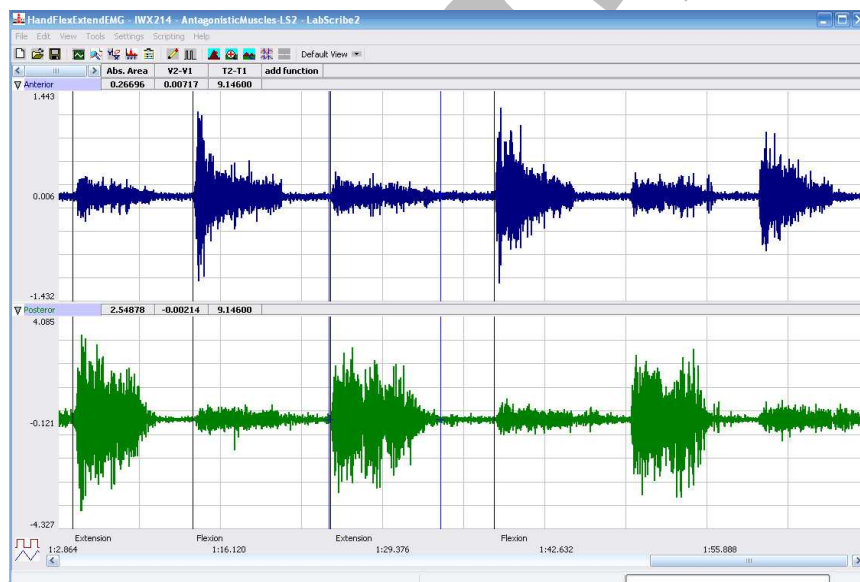 HandFlexExtendEMG - IWX214 - AntagonisticMuscles-LS2 - LabScribe2
File Edit View Tools Settings Scripting Help
Default View
Abs. Area V2-V1 T2-T1 add function
Anterior 0.26696 0.00717 9.14600
1.443
0.006
-1.432
Posteror 2.54878 -0.00214 9.14600
4.085
-0.121
-4.327
Extension Flexion Extension Flexion
1:2.864 1:16.120 1:29.376 1:42.632 1:55.888